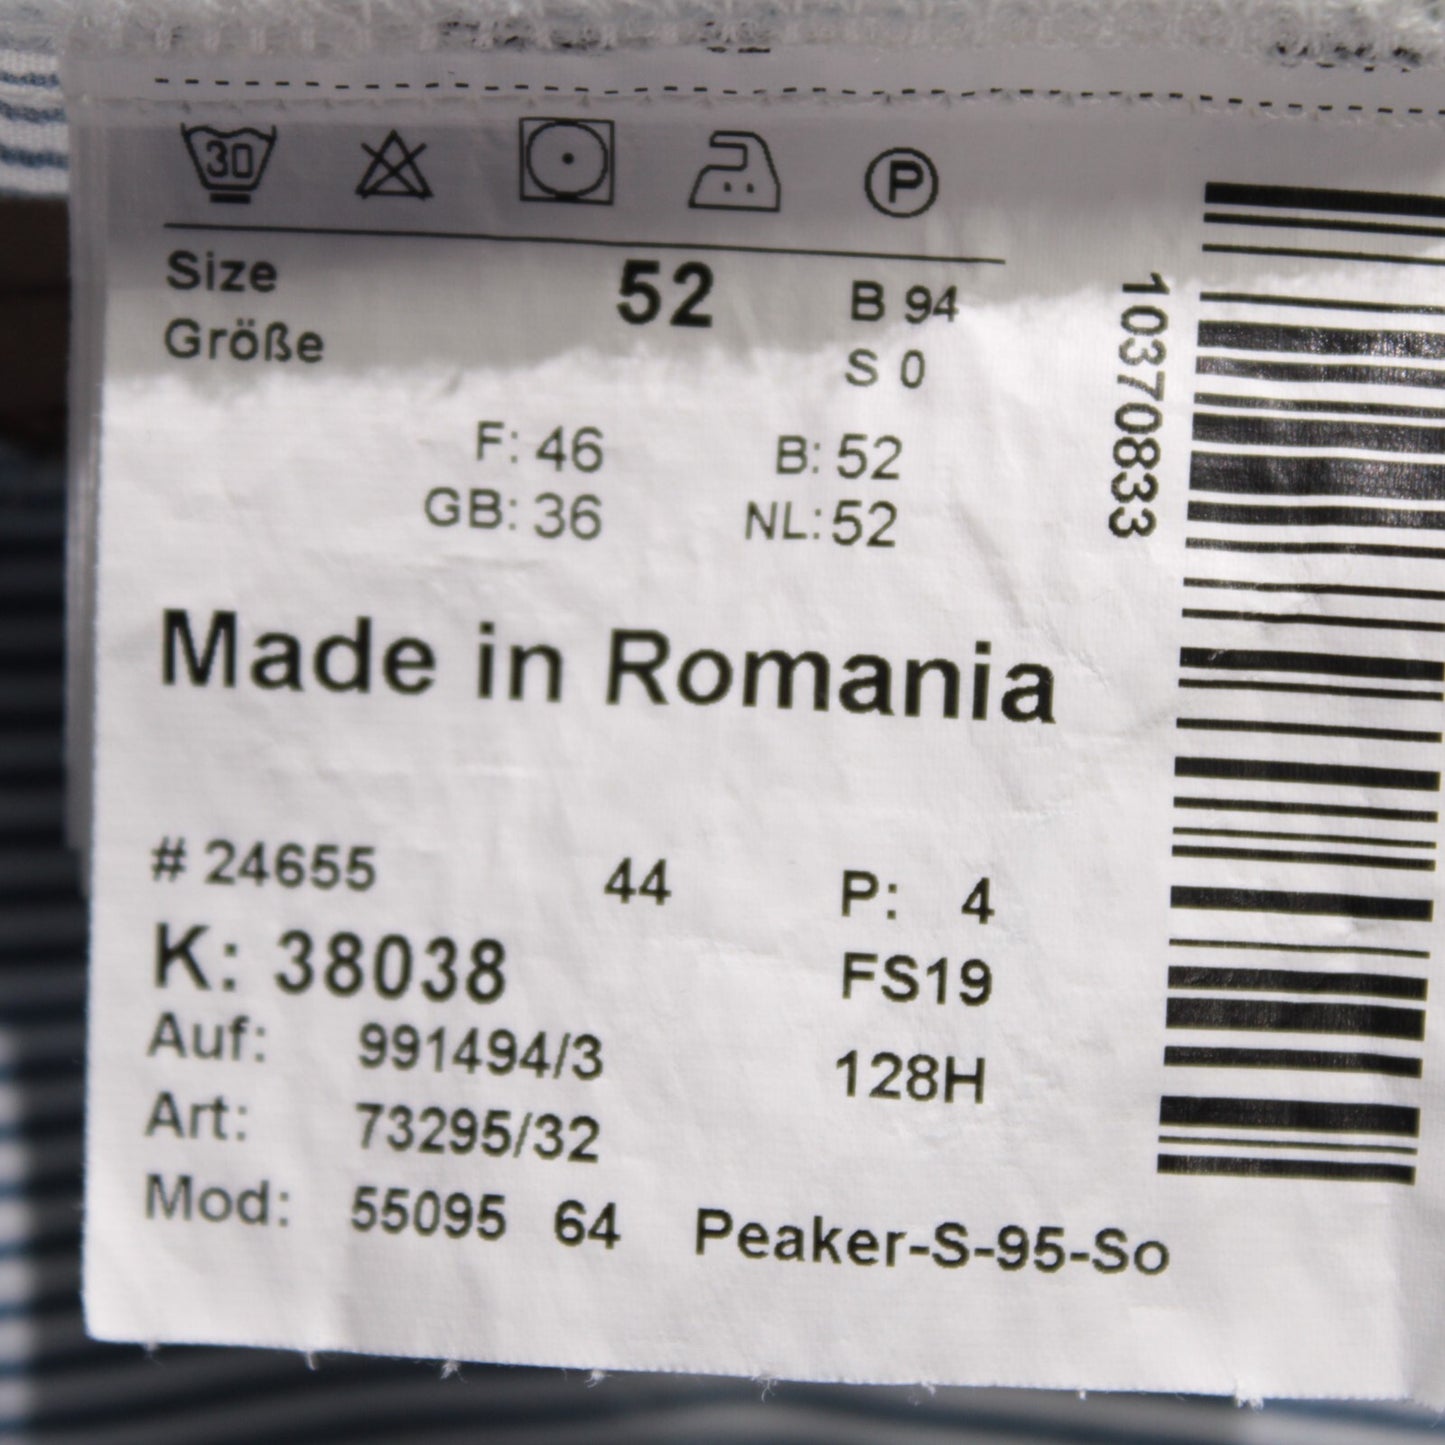 30
P
Size 52 B 94
Größe S 0
F: 46 B: 52
GB: 36 NL: 52
Made in Romania
# 24655 44 P: 4
K: 38038 FS19
Auf: 991494/3 128H
Art: 73295/32
Mod: 55095 64 Peaker-S-95-So
10370833